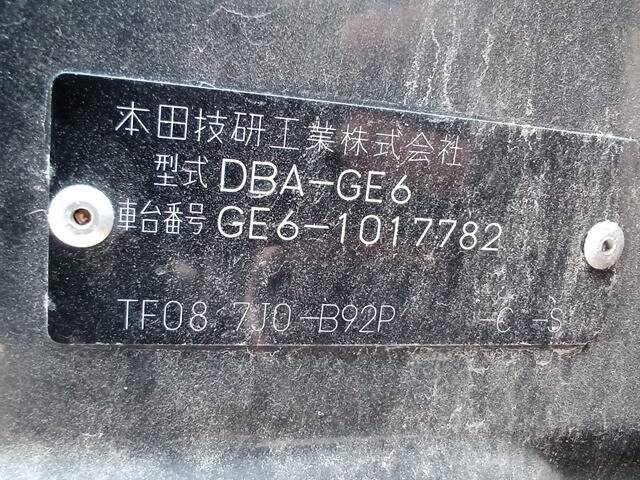 本田技研工業株式会社
型式 DBA-GE6
車台番号 GE6-1017782
TF08 7J0-B92P -C -S